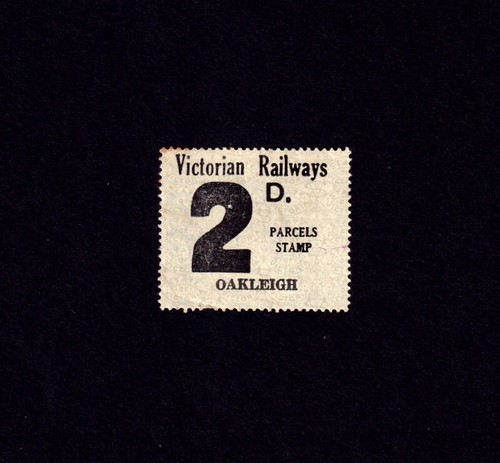 Victorian Railways
2 D.
PARCELS
STAMP
OAKLEIGH